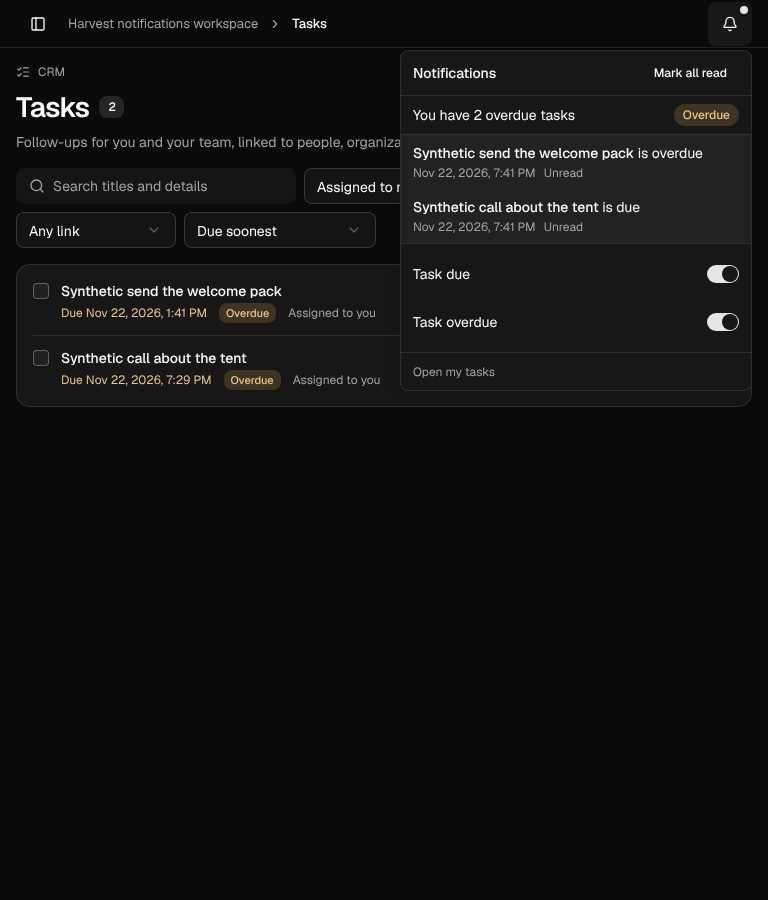 Harvest notifications workspace > Tasks
CRM
Tasks 2
Follow-ups for you and your team, linked to people,
Search titles and details
Assigned to
Any link
Due soonest
Synthetic send the welcome pack
Due Nov 22, 2026, 1:41 PM Overdue Assigned to you
Synthetic call about the tent
Due Nov 22, 2026, 7:29 PM Overdue Assigned to you
Notifications Mark all read
You have 2 overdue tasks Overdue
Synthetic send the welcome pack is overdue
Nov 22, 2026, 7:41 PM Unread
Synthetic call about the tent is due
Nov 22, 2026, 7:41 PM Unread
Task due
Task overdue
Open my tasks